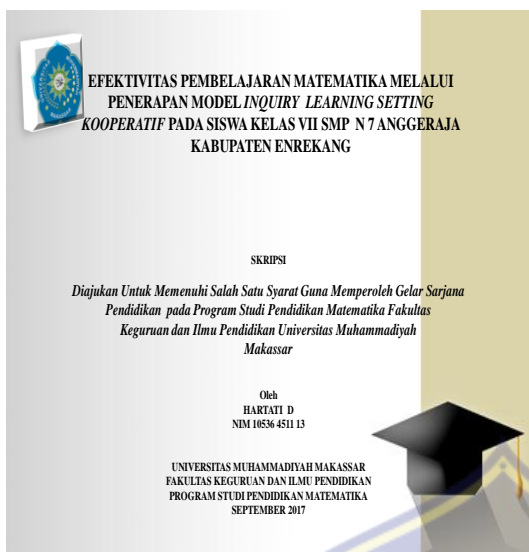 EFEKTIVITAS PEMBELAJARAN MATEMATIKA MELALUI
PENERAPAN MODEL INQUIRY LEARNING SETTING
KOOPERATIF PADA SISWA KELAS VII SMP N 7 ANGGERAJA
KABUPATEN ENREKANG
SKRIPSI
Diajukan Untuk Memenuhi Salah Satu Syarat Guna Memperoleh Gelar Sarjana
Pendidikan pada Program Studi Pendidikan Matematika Fakultas
Keguruan dan Ilmu Pendidikan Universitas Muhammadiyah
Makassar
Oleh
HARTATI D
NIM 10536 4511 13
UNIVERSITAS MUHAMMADIYAH MAKASSAR
FAKULTAS KEGURUAN DAN ILMU PENDIDIKAN
PROGRAM STUDI PENDIDIKAN MATEMATIKA
SEPTEMBER 2017